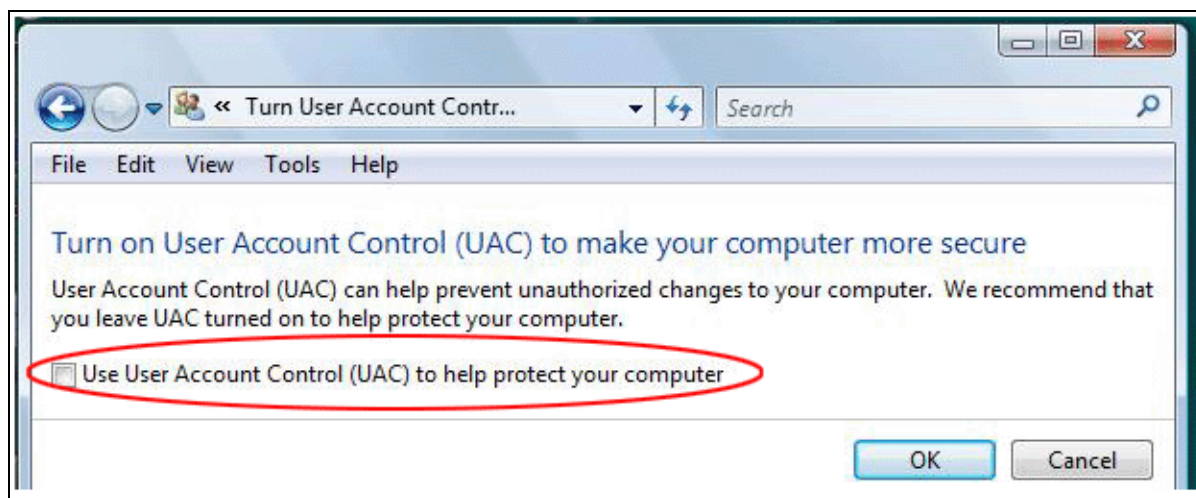 « Turn User Account Contr... Search
File Edit View Tools Help
Turn on User Account Control (UAC) to make your computer more secure
User Account Control (UAC) can help prevent unauthorized changes to your computer. We recommend that
you leave UAC turned on to help protect your computer.
Use User Account Control (UAC) to help protect your computer
OK Cancel